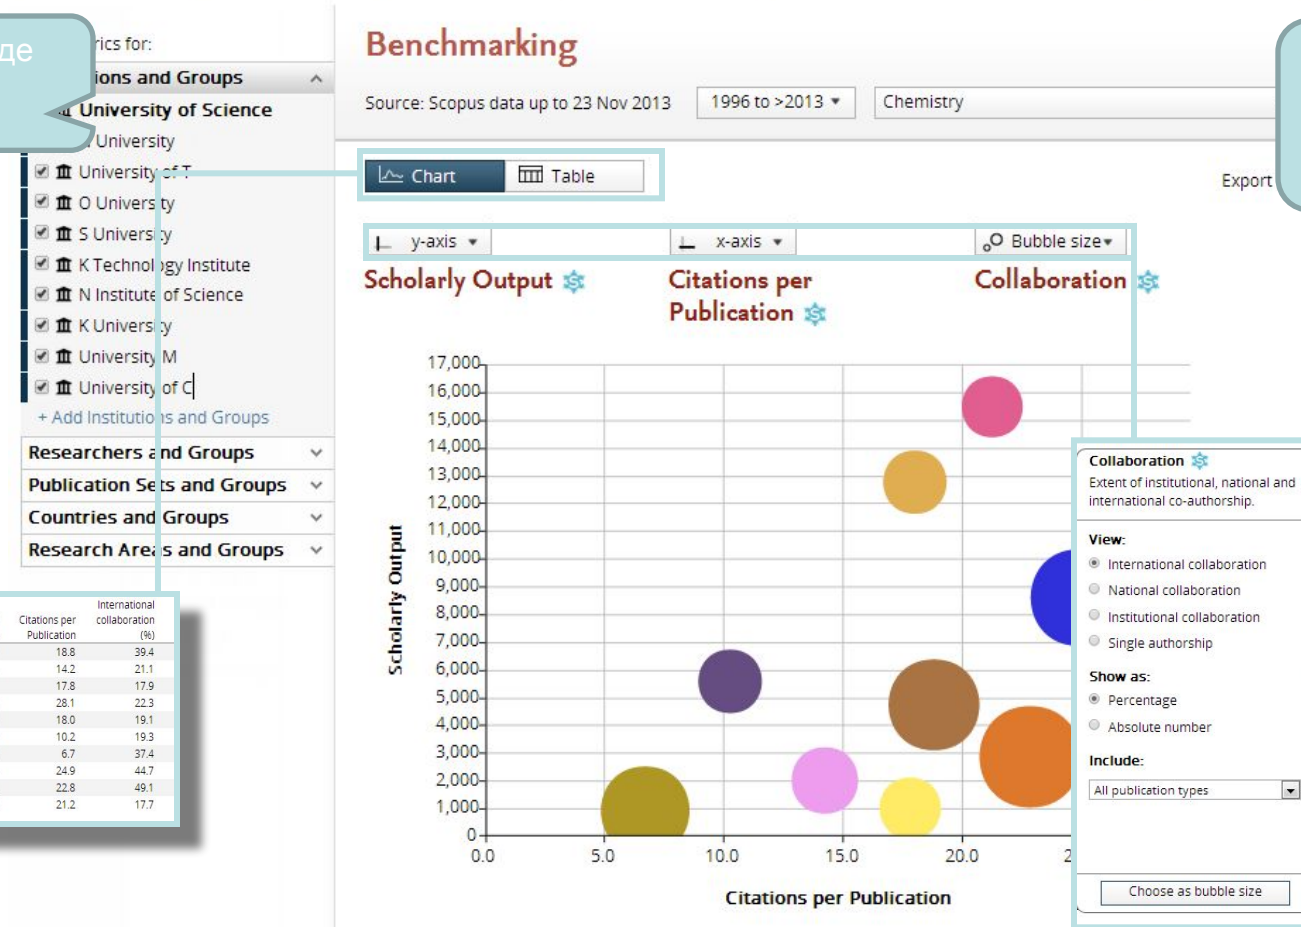 де
rics for:
ions and Groups
University of Science
University
University of T
O University
S University
K Technology Institute
N Institute of Science
K University
University M
University of C
+ Add Institutions and Groups
Researchers and Groups
Publication Sets and Groups
Countries and Groups
Research Areas and Groups
Benchmarking
Source: Scopus data up to 23 Nov 2013
1996 to >2013
Chemistry
Chart
Table
Export
y-axis
x-axis
Bubble size
Scholarly Output
Citations per
Publication
Collaboration
17,000
16,000
15,000
14,000
13,000
12,000
11,000
10,000
9,000
8,000
7,000
6,000
5,000
4,000
3,000
2,000
1,000
0
Scholarly Output
0.0 5.0 10.0 15.0 20.0 2
Citations per Publication
Collaboration
Extent of institutional, national and
international co-authorship.
View:
International collaboration
National collaboration
Institutional collaboration
Single authorship
Show as:
Percentage
Absolute number
Include:
All publication types
Choose as bubble size
International
Citations per collaboration
Publication (%)
18.8 39.4
14.2 21.1
17.8 17.9
28.1 22.3
18.0 19.1
10.2 19.3
6.7 37.4
24.9 44.7
22.8 49.1
21.2 17.7